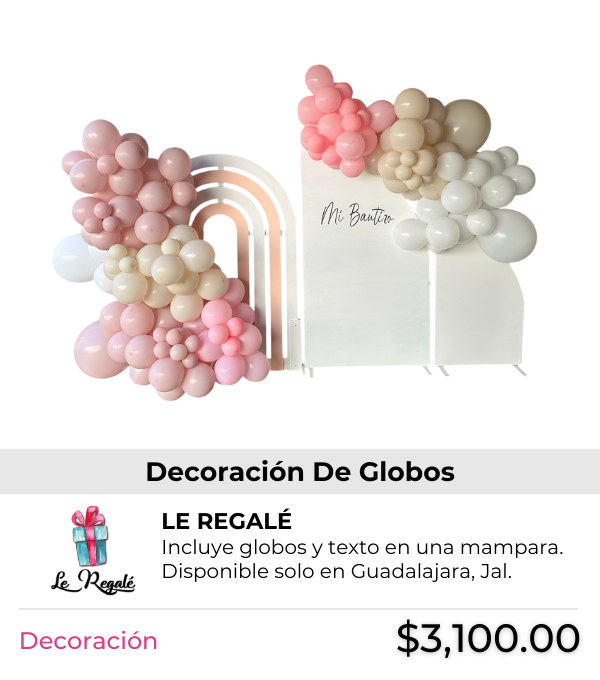 Mi Bautizo
Decoración De Globos
LE REGALÉ
Incluye globos y texto en una mampara.
Disponible solo en Guadalajara, Jal.
Le Regalé
Decoración
$3,100.00